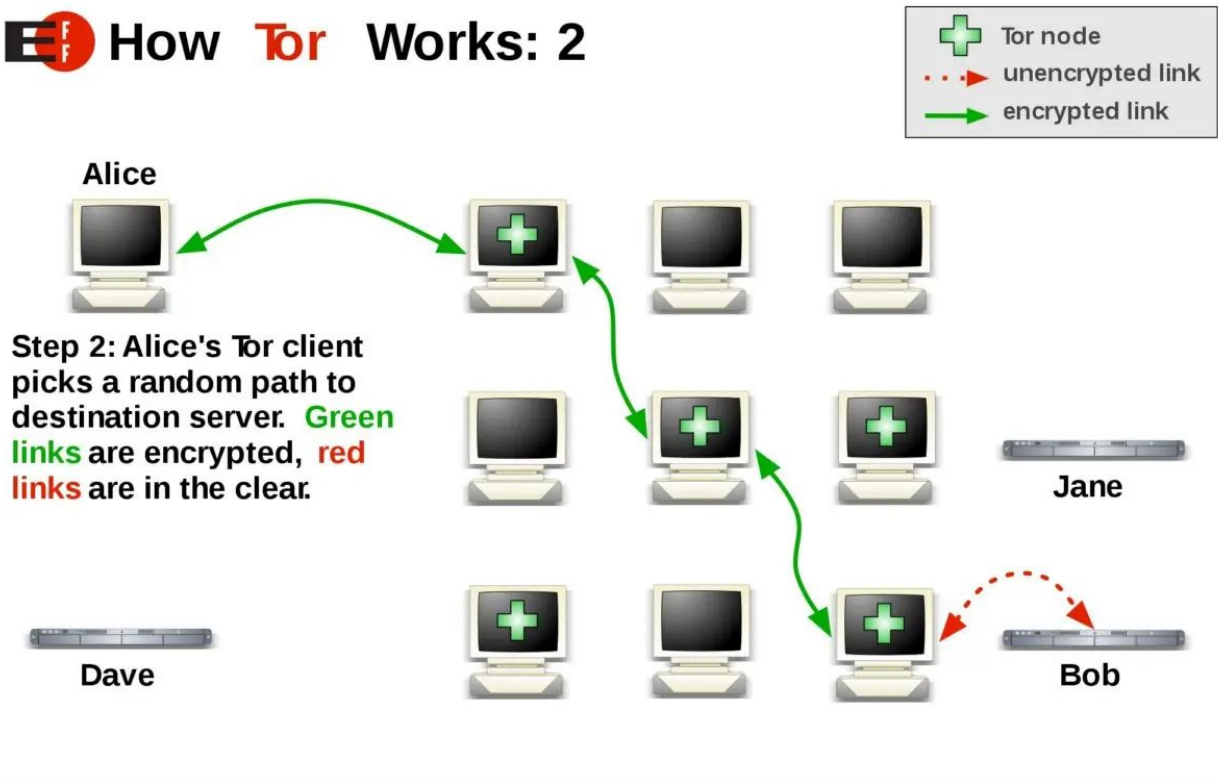 EFF How Tor Works: 2
Tor node
unencrypted link
encrypted link
Alice
Step 2: Alice's Tor client
picks a random path to
destination server. Green
links are encrypted, red
links are in the clear.
Jane
Dave
Bob